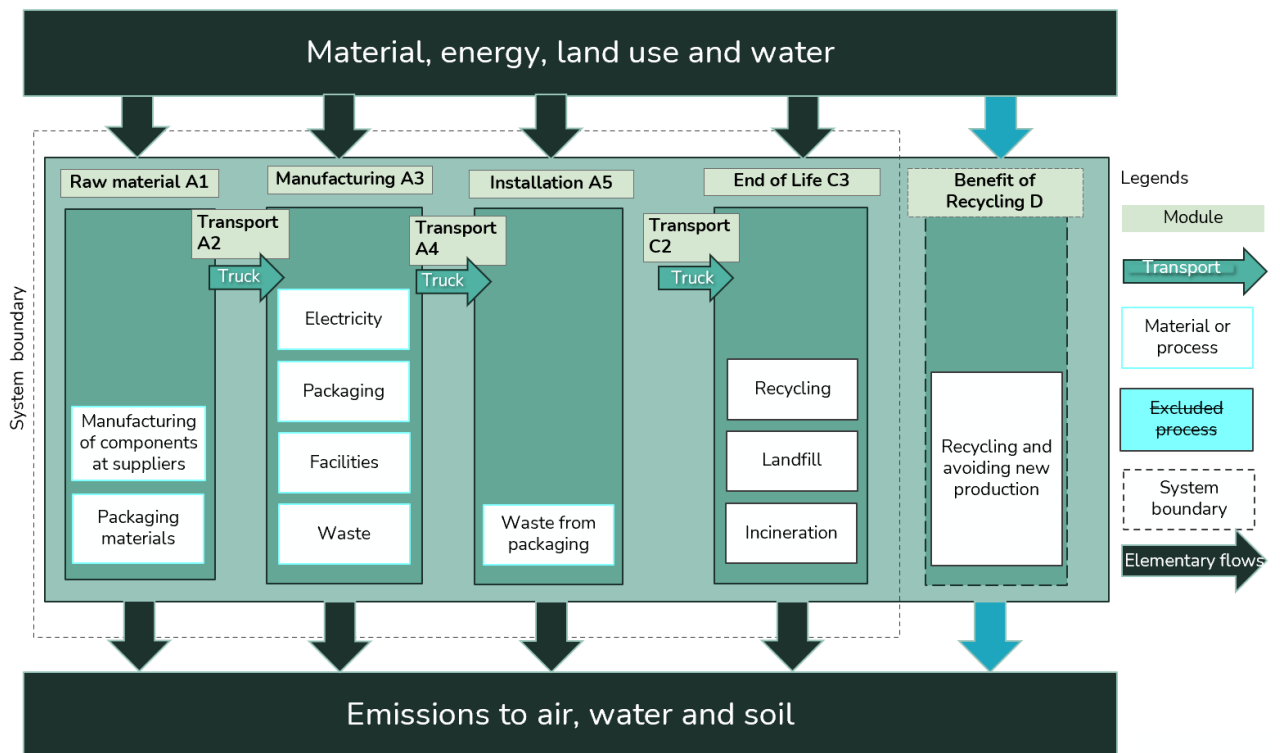 Material, energy, land use and water
System boundary
Raw material A1
Manufacturing
of components
at suppliers
Packaging
materials
Transport
A2
Truck
Manufacturing A3
Electricity
Packaging
Facilities
Waste
Transport
A4
Truck
Installation A5
Waste from
packaging
Transport
C2
Truck
End of Life C3
Recycling
Landfill
Incineration
Benefit of
Recycling D
Recycling and
avoiding new
production
Legends
Module
Transport
Material or
process
Excluded
process
System
boundary
Elementary flows
Emissions to air, water and soil